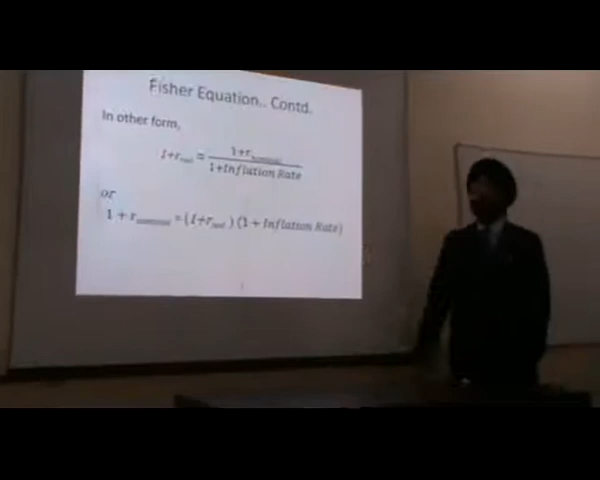 Fisher Equation.. Contd.
In other form,
1+r_real = (1+r_nominal)/(1+Inflation Rate)
or
1 + r_nominal = (1+r_real) (1 + Inflation Rate)